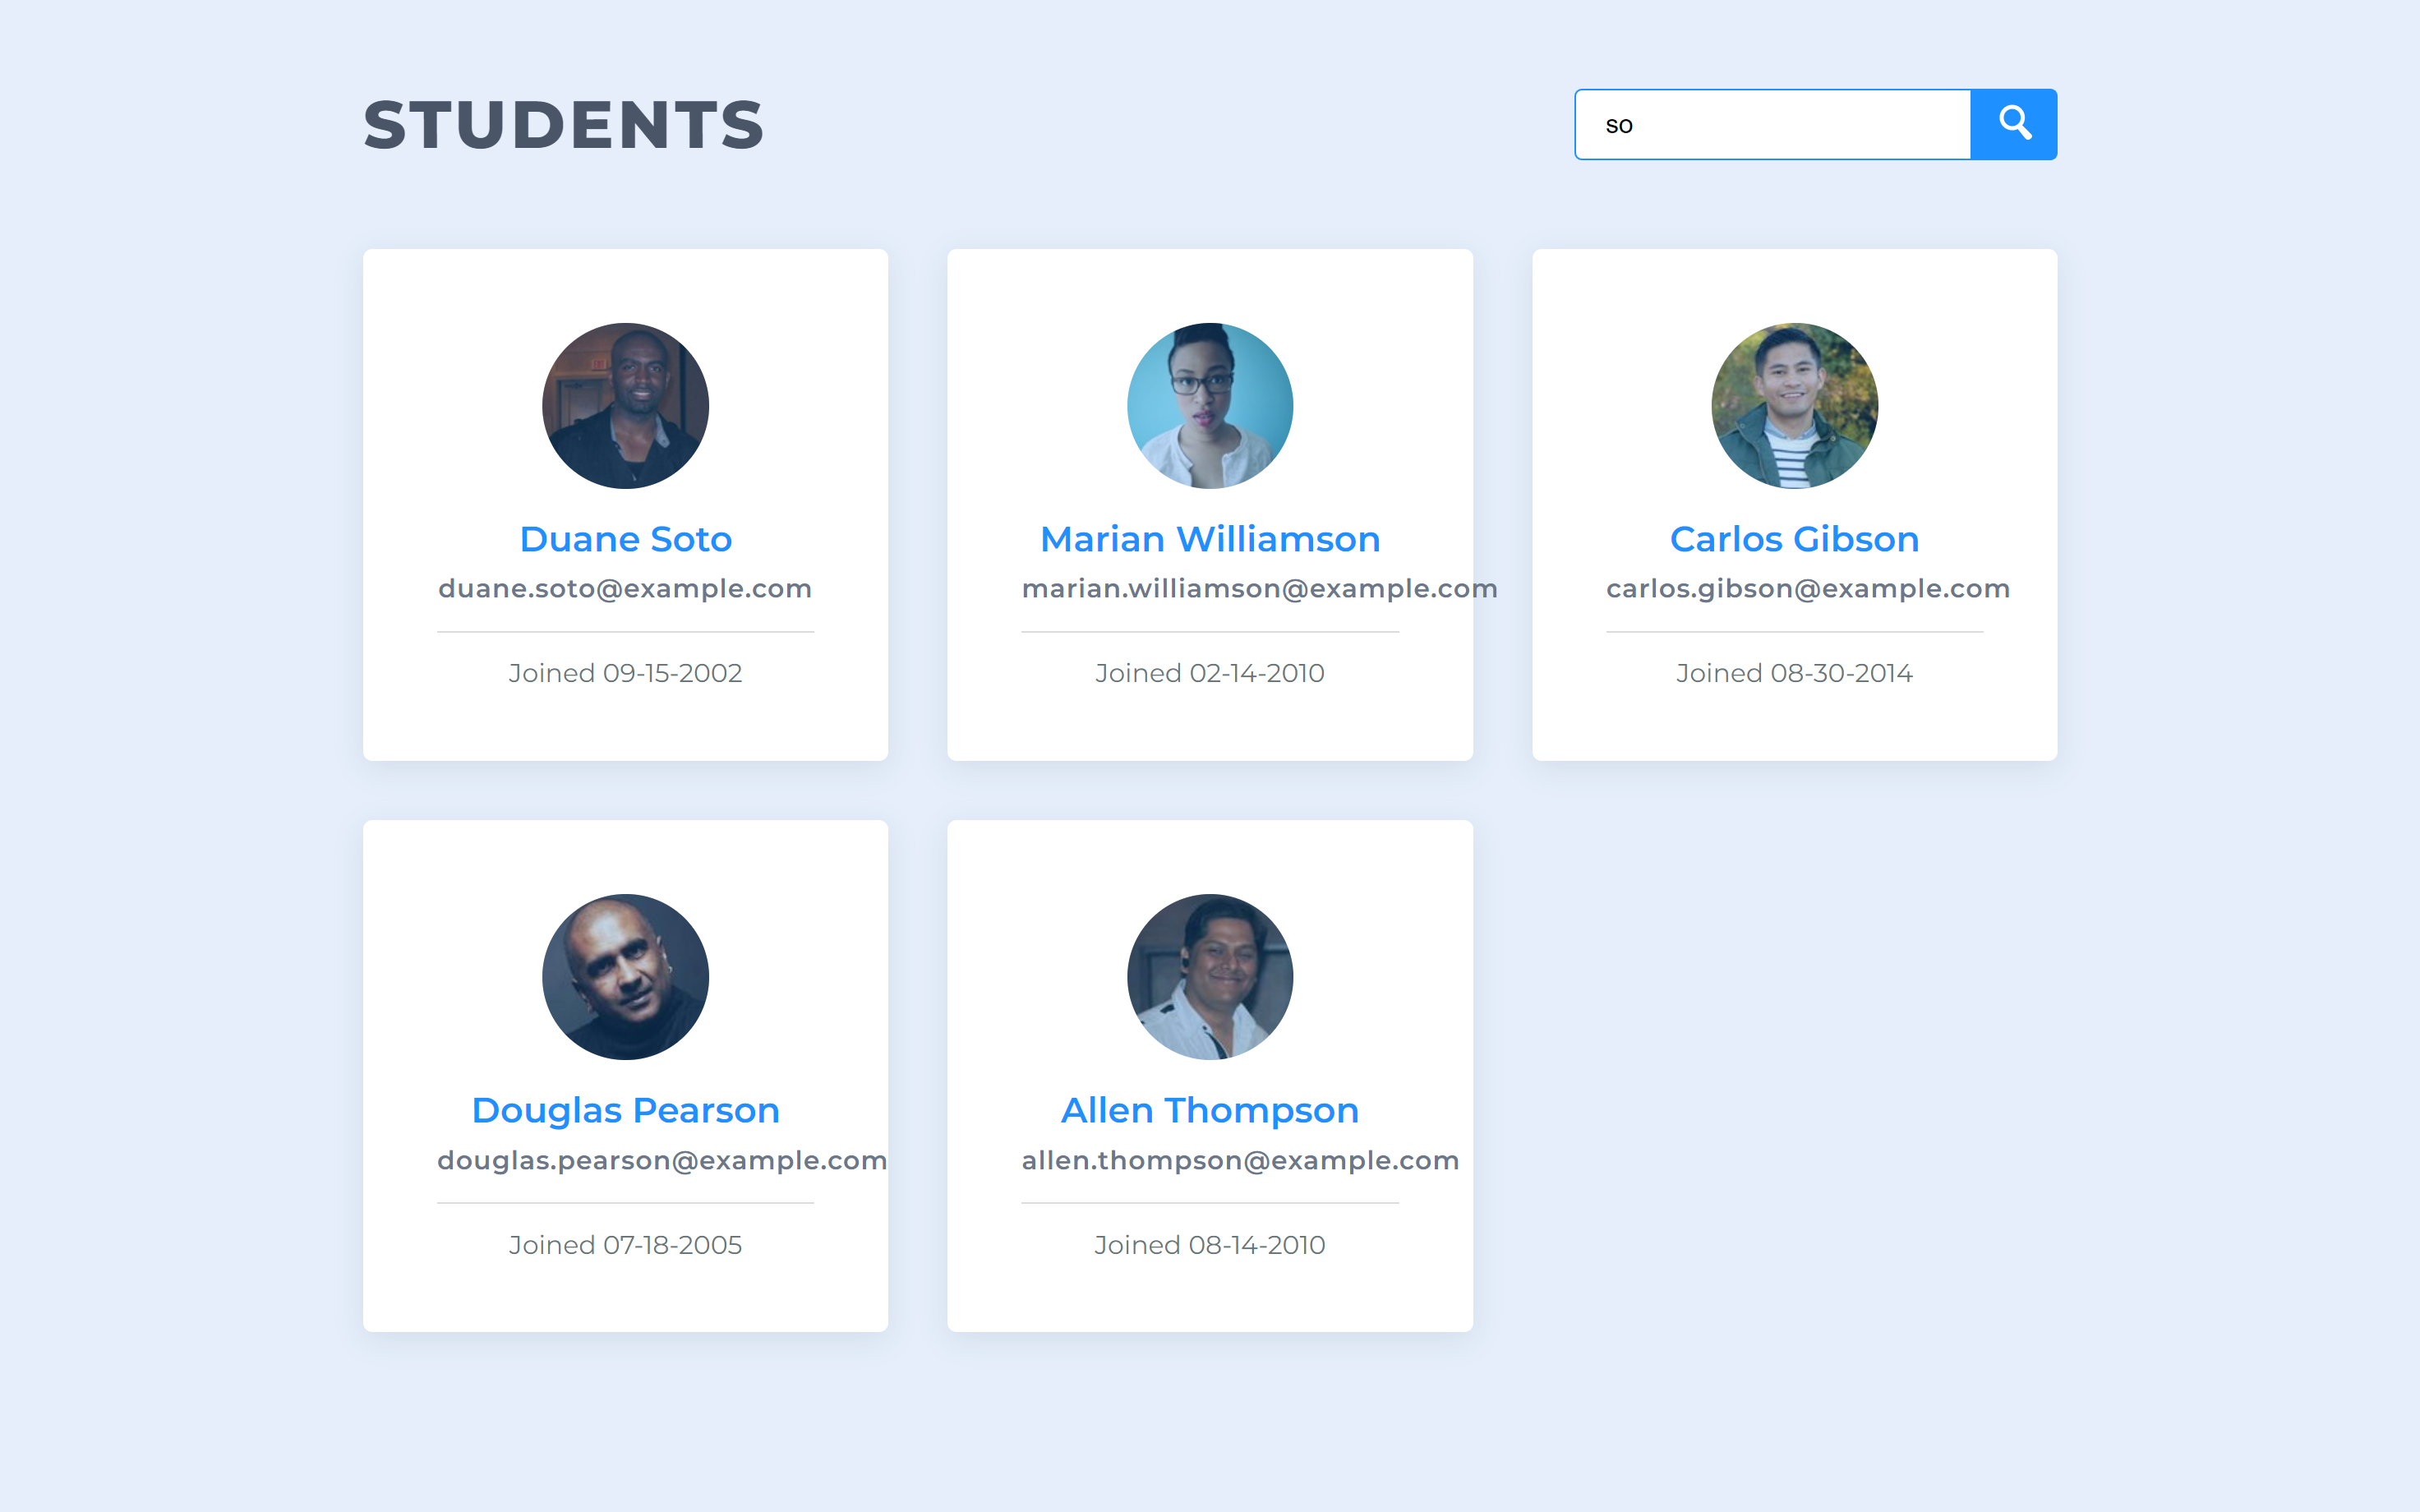 STUDENTS
so
Duane Soto
duane.soto@example.com
Joined 09-15-2002
Marian Williamson
marian.williamson@example.com
Joined 02-14-2010
Carlos Gibson
carlos.gibson@example.com
Joined 08-30-2014
Douglas Pearson
douglas.pearson@example.com
Joined 07-18-2005
Allen Thompson
allen.thompson@example.com
Joined 08-14-2010